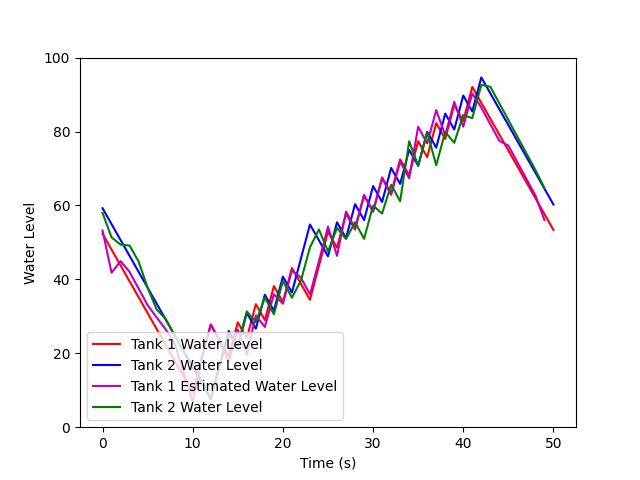 100
80
60
40
20
0
Water Level
Tank 1 Water Level
Tank 2 Water Level
Tank 1 Estimated Water Level
Tank 2 Water Level
0 10 20 30 40 50
Time (s)